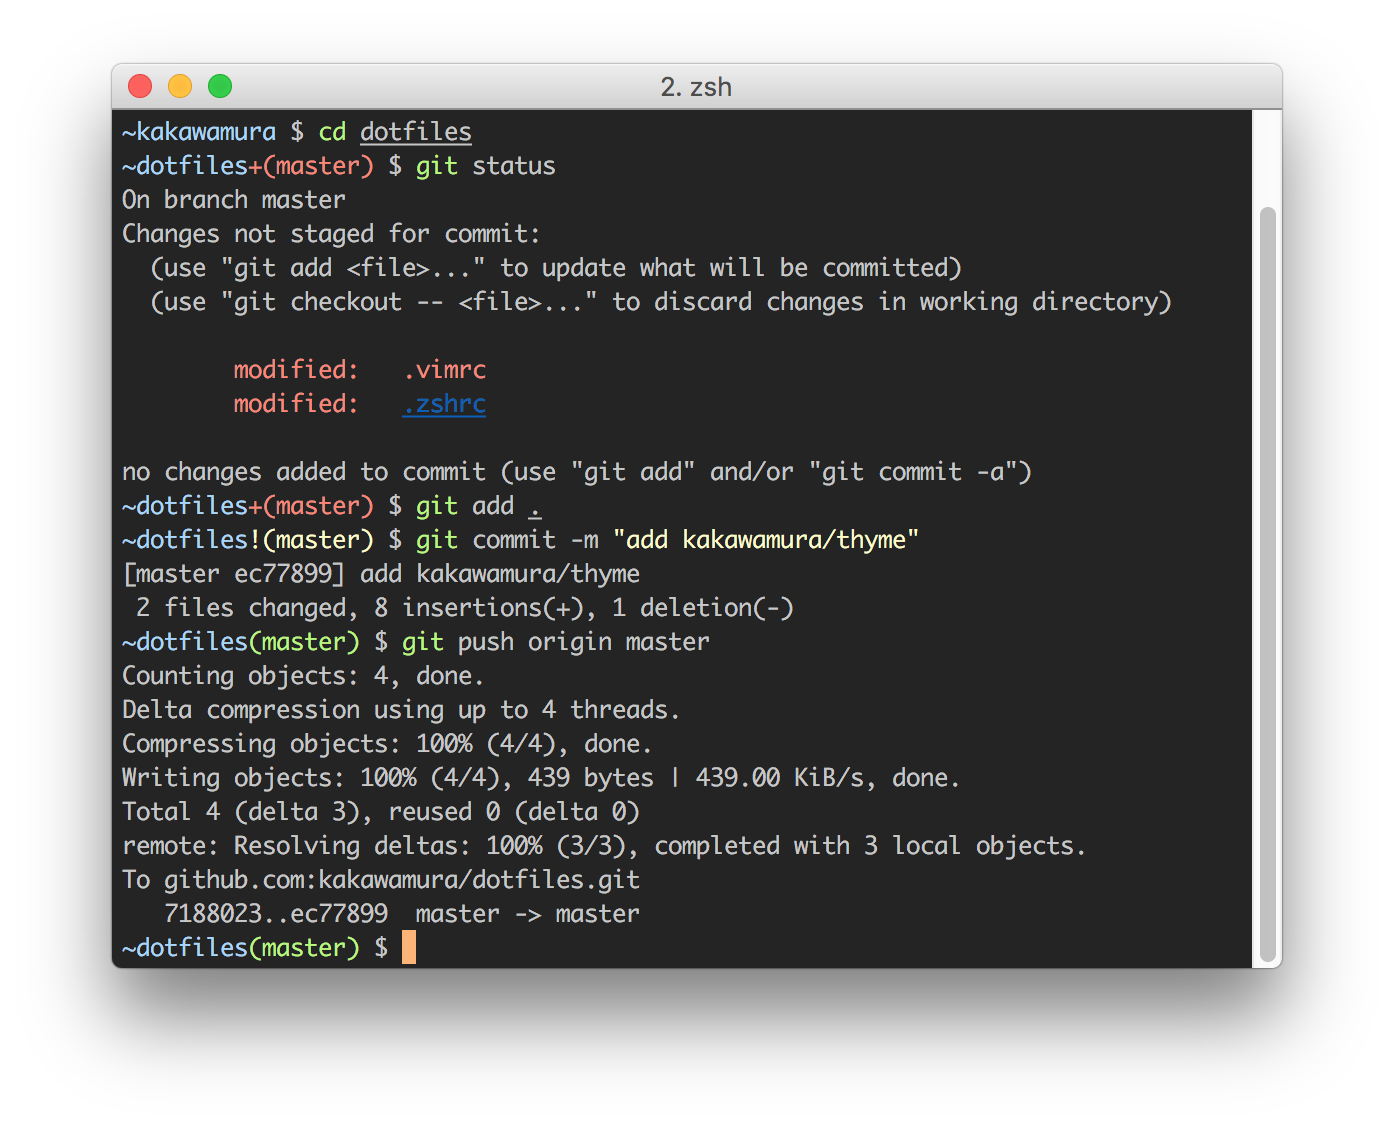 2. zsh
~kakawamura $ cd dotfiles
~dotfiles+(master) $ git status
On branch master
Changes not staged for commit:
  (use "git add <file>..." to update what will be committed)
  (use "git checkout -- <file>..." to discard changes in working directory)
        modified:   .vimrc
        modified:   .zshrc
no changes added to commit (use "git add" and/or "git commit -a")
~dotfiles+(master) $ git add .
~dotfiles!(master) $ git commit -m "add kakawamura/thyme"
[master ec77899] add kakawamura/thyme
 2 files changed, 8 insertions(+), 1 deletion(-)
~dotfiles(master) $ git push origin master
Counting objects: 4, done.
Delta compression using up to 4 threads.
Compressing objects: 100% (4/4), done.
Writing objects: 100% (4/4), 439 bytes | 439.00 KiB/s, done.
Total 4 (delta 3), reused 0 (delta 0)
remote: Resolving deltas: 100% (3/3), completed with 3 local objects.
To github.com:kakawamura/dotfiles.git
   7188023..ec77899  master -> master
~dotfiles(master) $